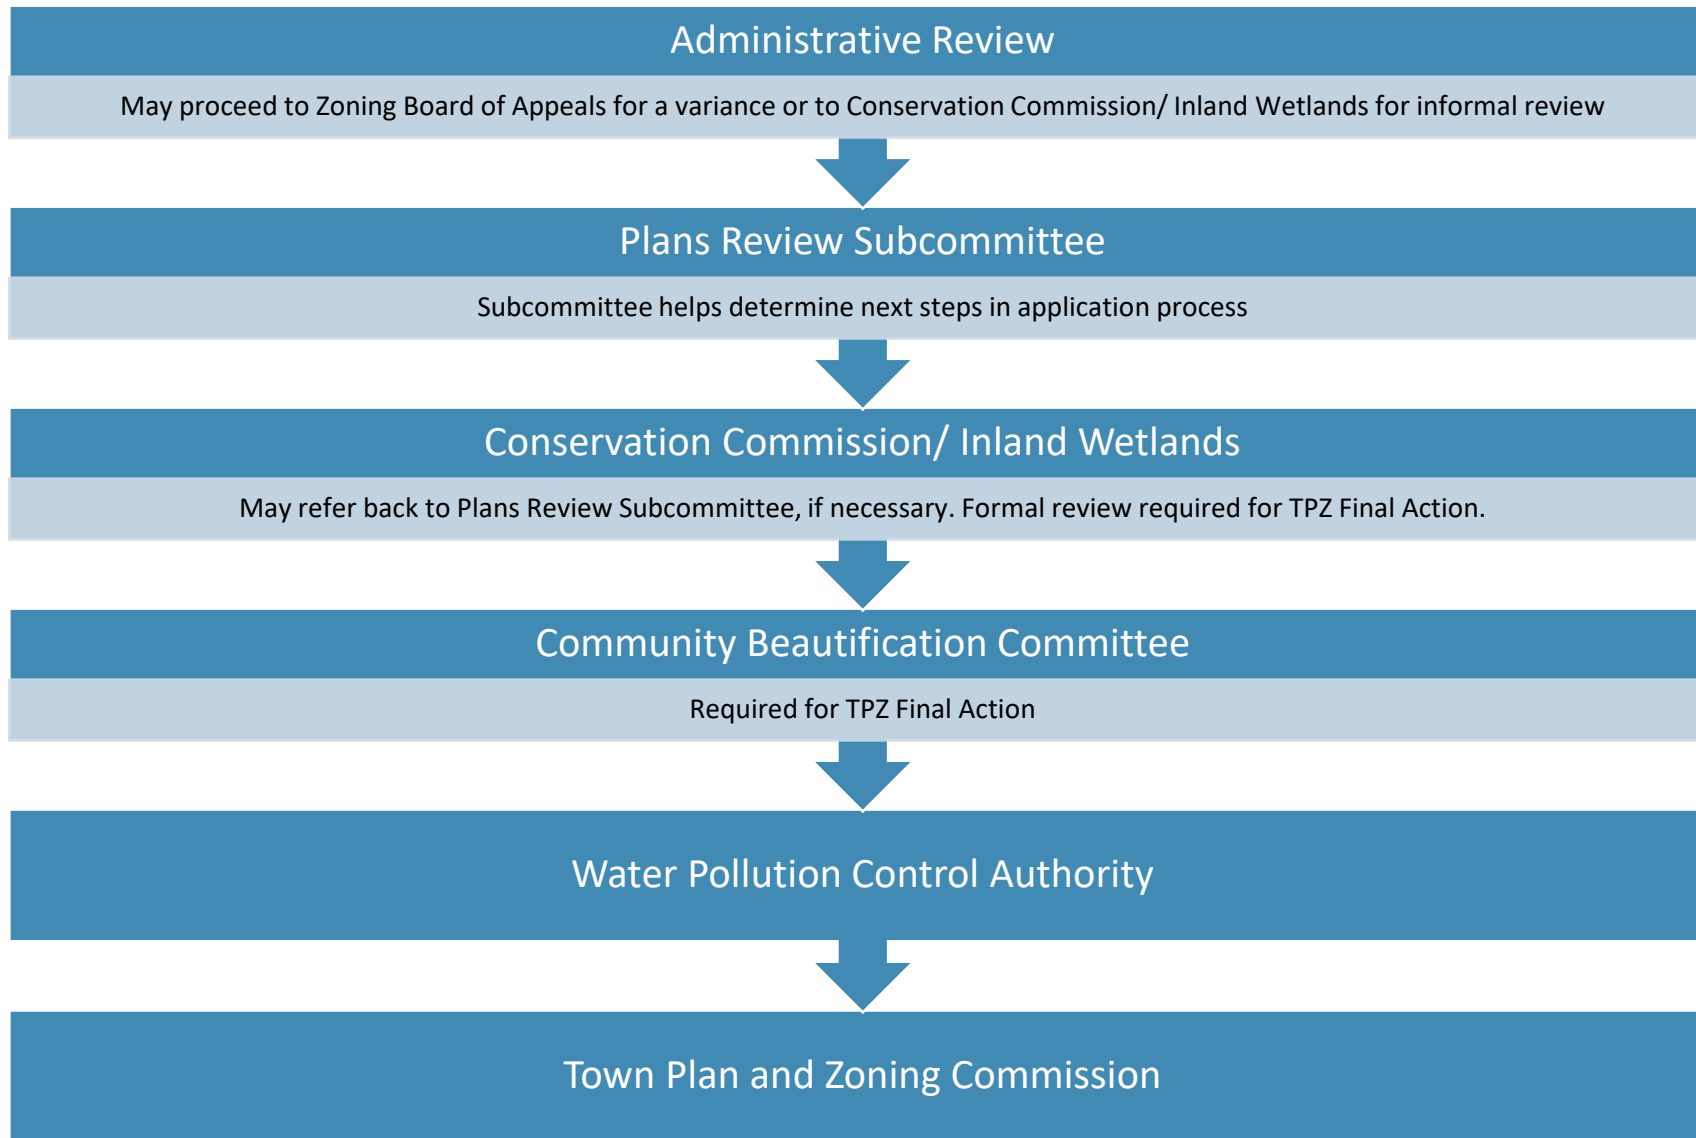 Administrative Review
May proceed to Zoning Board of Appeals for a variance or to Conservation Commission/ Inland Wetlands for informal review
Plans Review Subcommittee
Subcommittee helps determine next steps in application process
Conservation Commission/ Inland Wetlands
May refer back to Plans Review Subcommittee, if necessary. Formal review required for TPZ Final Action.
Community Beautification Committee
Required for TPZ Final Action
Water Pollution Control Authority
Town Plan and Zoning Commission